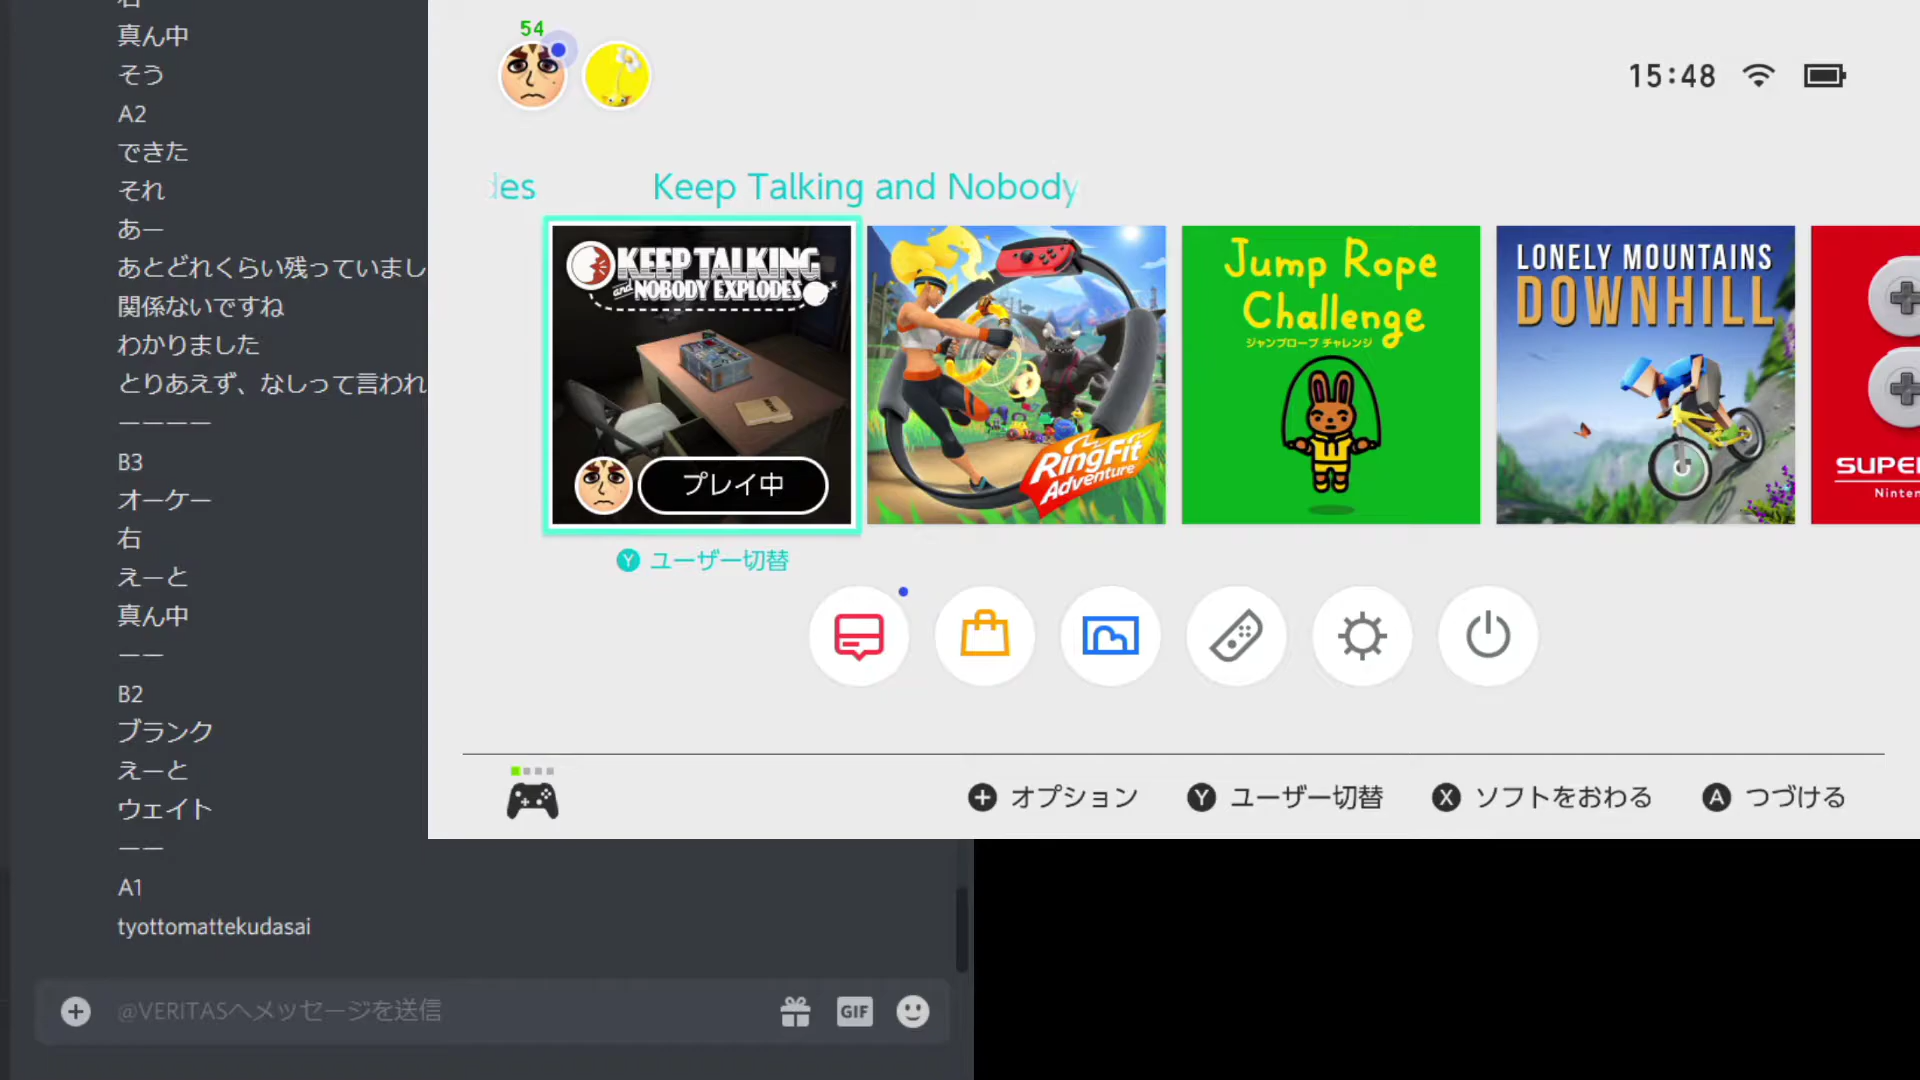 真ん中
そう
A2
できた
それ
あー
あとどれくらい残っていまし
関係ないですね
わかりました
とりあえず、なしって言われ
ーーーー
B3
オーケー
右
えーと
真ん中
ーー
B2
ブランク
えーと
ウェイト
ーー
A1
tyottomattekudasai
@VERITASへメッセージを送信
GIF
54
15:48
des Keep Talking and Nobody
KEEP TALKING
and NOBODY EXPLODES
プレイ中
RingFit
Adventure
Jump Rope
Challenge
ジャンプロープ チャレンジ
LONELY MOUNTAINS
DOWNHILL
SUPE
Ninten
Y ユーザー切替
+ オプション
Y ユーザー切替
X ソフトをおわる
A つづける